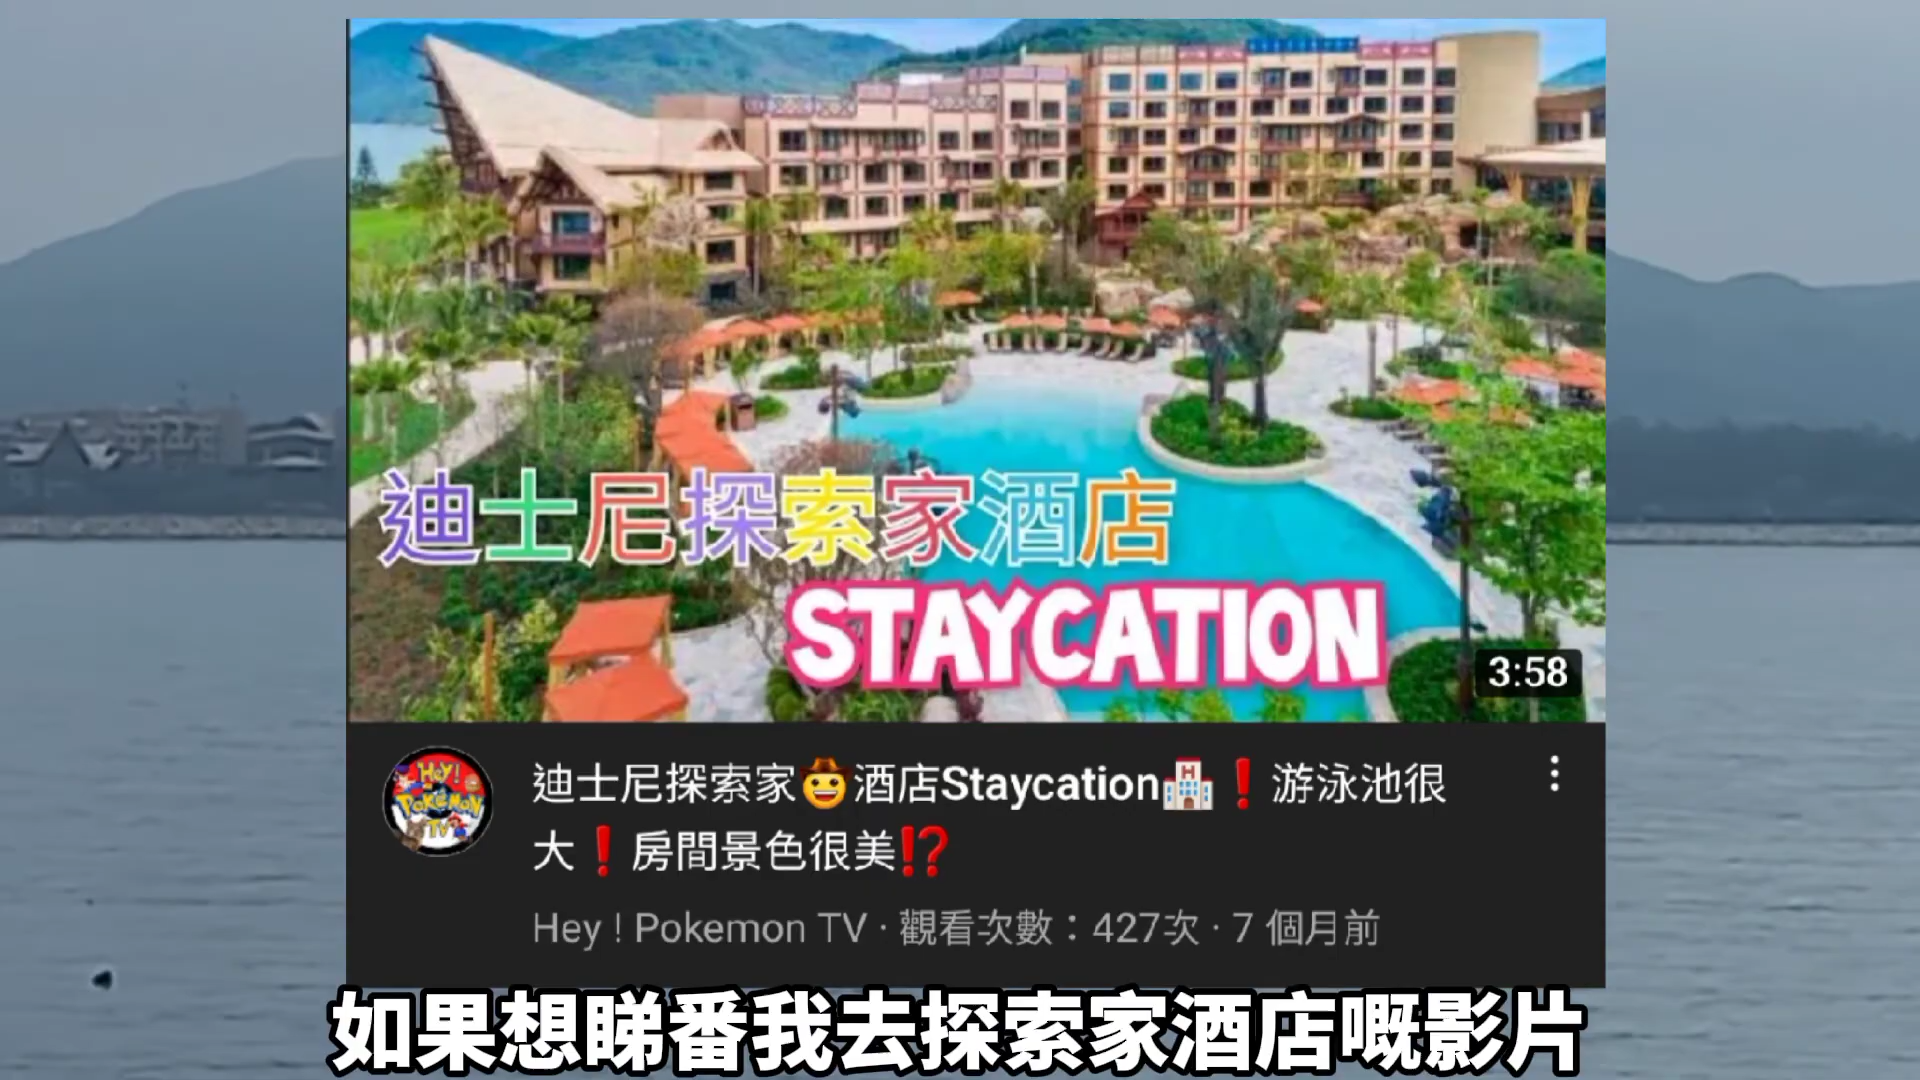 迪士尼探索家酒店
STAYCATION
3:58
HEY!
POKÉMON
TV
迪士尼探索家🤠酒店Staycation🏨❗游泳池很
大❗房間景色很美⁉️
Hey ! Pokemon TV · 觀看次數：427次 · 7 個月前
如果想睇番我去探索家酒店嘅影片